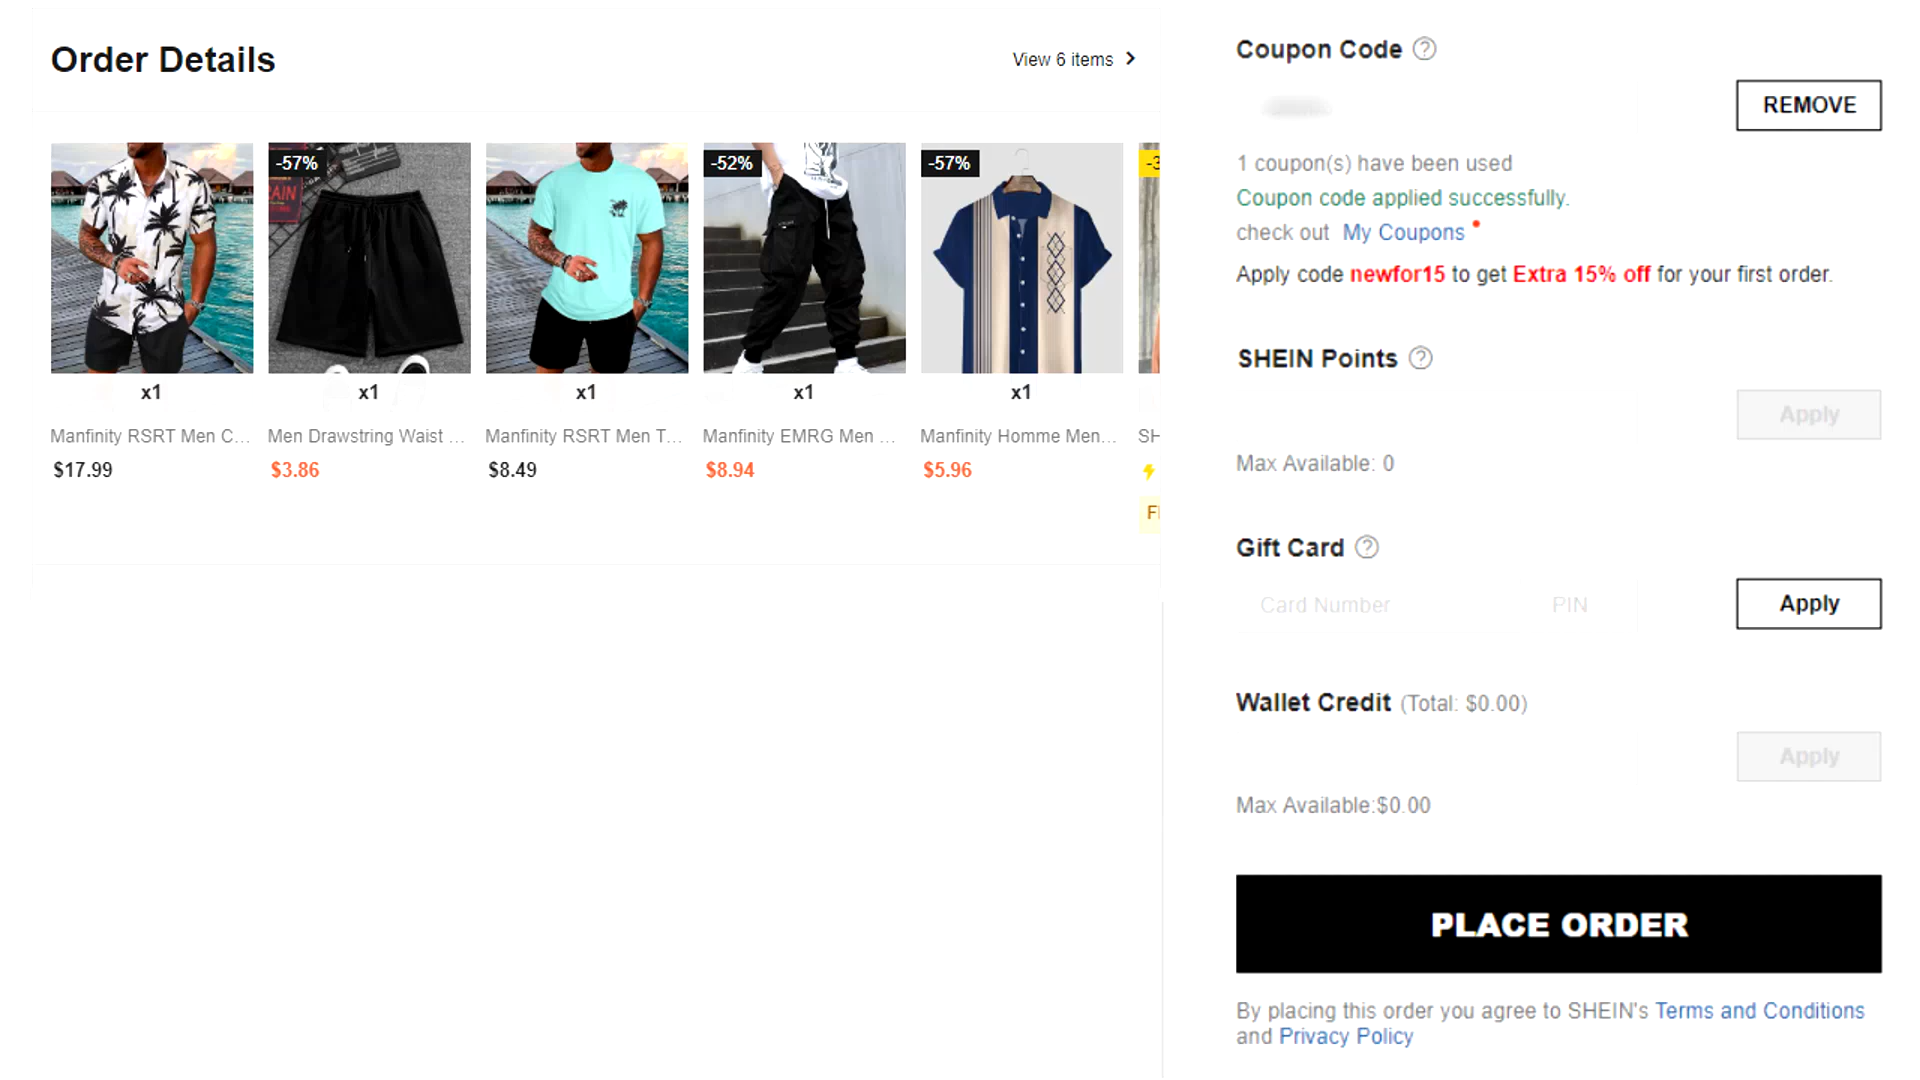 Order Details
View 6 items
-57%
-52%
-57%
x1
x1
x1
x1
x1
Manfinity RSRT Men C...
Men Drawstring Waist ...
Manfinity RSRT Men T...
Manfinity EMRG Men ...
Manfinity Homme Men...
SH
$17.99
$3.86
$8.49
$8.94
$5.96
Coupon Code
REMOVE
1 coupon(s) have been used
Coupon code applied successfully.
check out My Coupons
Apply code newfor15 to get Extra 15% off for your first order.
SHEIN Points
Apply
Max Available: 0
Gift Card
Card Number PIN
Apply
Wallet Credit (Total: $0.00)
Apply
Max Available:$0.00
PLACE ORDER
By placing this order you agree to SHEIN's Terms and Conditions
and Privacy Policy